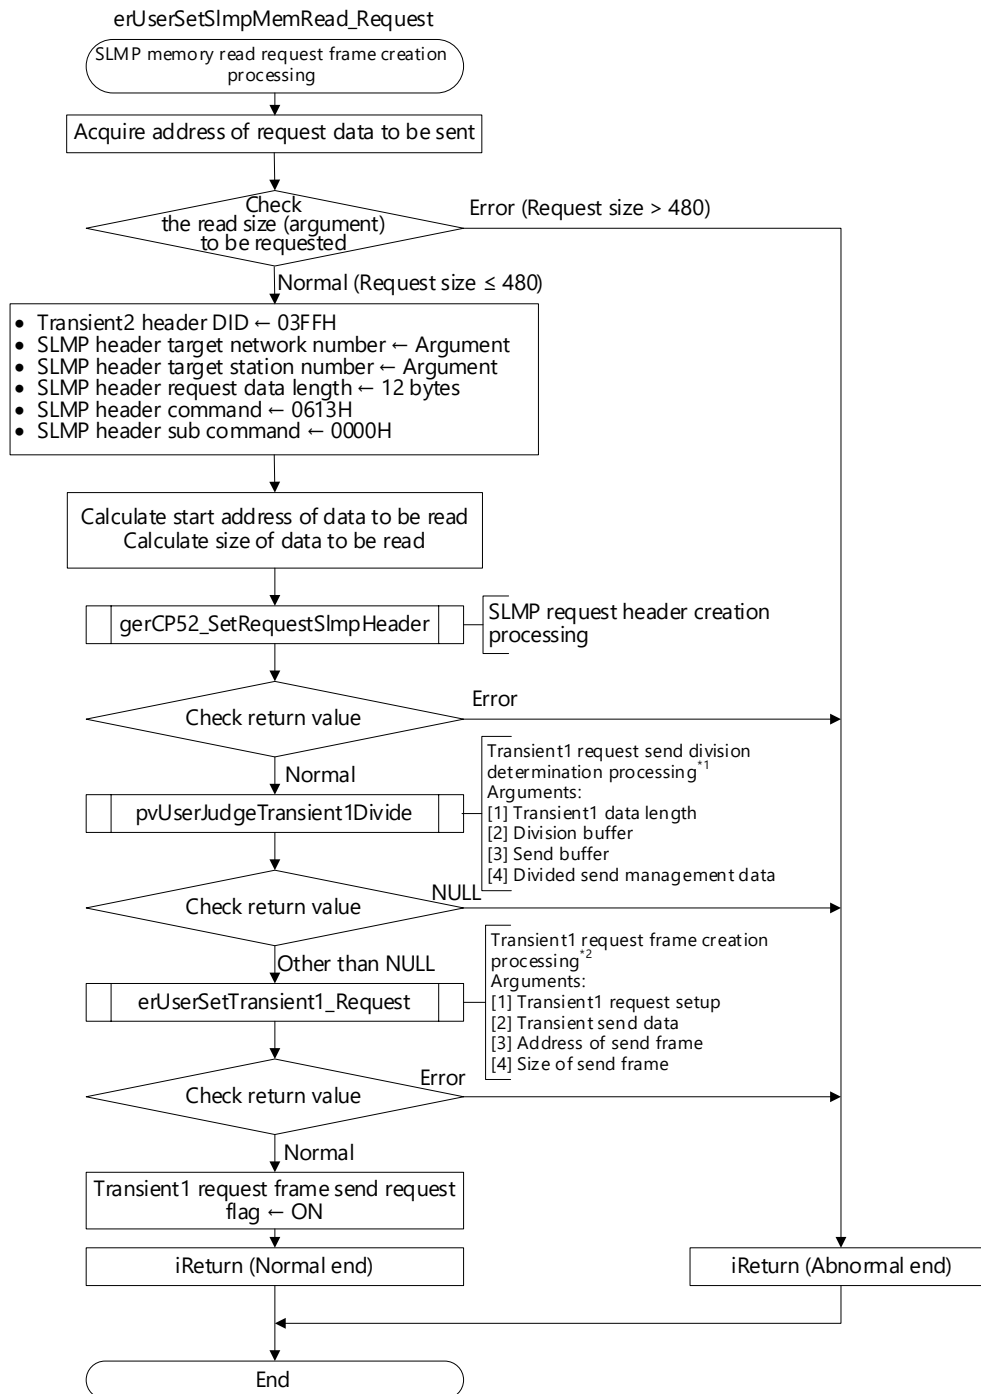 erUserSetSlmpMemRead_Request
SLMP memory read request frame creation
processing
Acquire address of request data to be sent
Check
the read size (argument)
to be requested
Error (Request size > 480)
Normal (Request size ≤ 480)
• Transient2 header DID ← 03FFH
• SLMP header target network number ← Argument
• SLMP header target station number ← Argument
• SLMP header request data length ← 12 bytes
• SLMP header command ← 0613H
• SLMP header sub command ← 0000H
Calculate start address of data to be read
Calculate size of data to be read
gerCP52_SetRequestSlmpHeader
SLMP request header creation
processing
Check return value
Error
Normal
Transient1 request send division
determination processing*1
Arguments:
[1] Transient1 data length
[2] Division buffer
[3] Send buffer
[4] Divided send management data
pvUserJudgeTransient1Divide
Check return value
NULL
Other than NULL
Transient1 request frame creation
processing*2
Arguments:
[1] Transient1 request setup
[2] Transient send data
[3] Address of send frame
[4] Size of send frame
erUserSetTransient1_Request
Check return value
Error
Normal
Transient1 request frame send request
flag ← ON
iReturn (Normal end)
iReturn (Abnormal end)
End